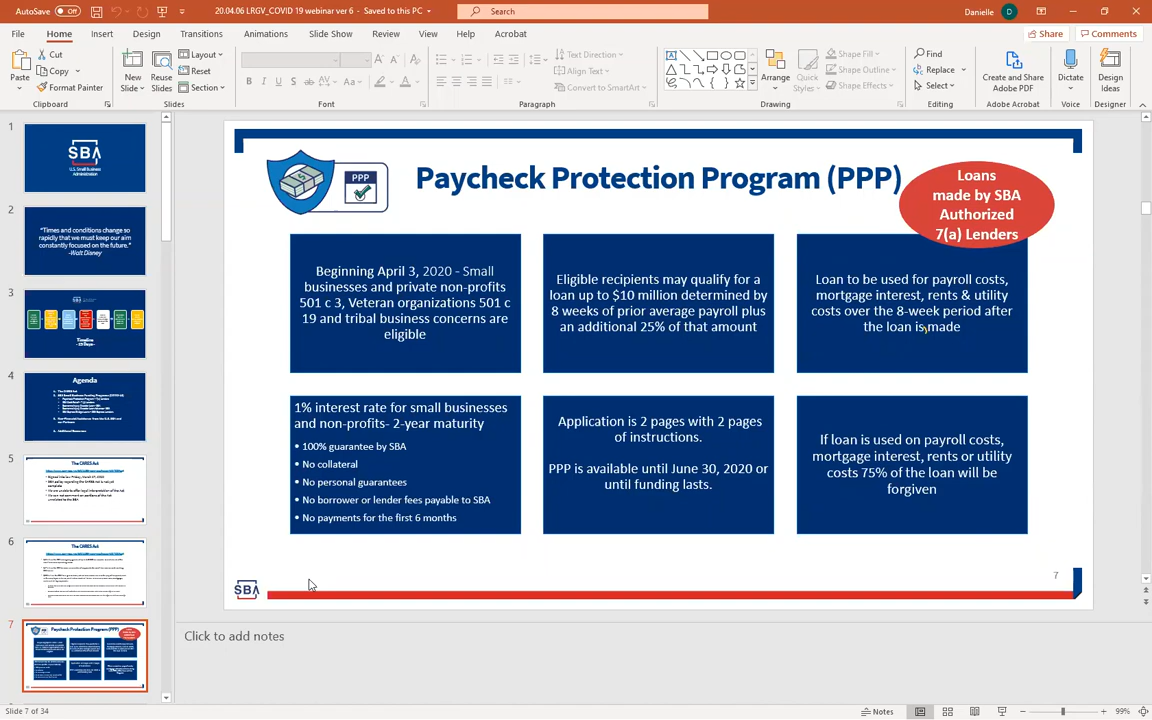 AutoSave
Off
20.04.06 LRGV_COVID 19 webinar ver 6 - Saved to this PC
Search
Danielle
D
File
Home
Insert
Design
Transitions
Animations
Slide Show
Review
View
Help
Acrobat
Share
Comments
Paste
Cut
Copy
Format Painter
Clipboard
New
Slide
Reuse
Slides
Layout
Reset
Section
Slides
B I U S ab AV Aa A
Font
Text Direction
Align Text
Convert to SmartArt
Paragraph
Arrange
Quick
Styles
Shape Fill
Shape Outline
Shape Effects
Drawing
Find
Replace
Select
Editing
Create and Share
Adobe PDF
Adobe Acrobat
Dictate
Voice
Design
Ideas
Designer
1
SBA
U.S. Small Business
Administration
2
"Times and conditions change so
rapidly that we must keep our aim
constantly focused on the future."
-Walt Disney
3
Timeline
4
Agenda
5
The CARES Act
6
The CARES Act
7
Paycheck Protection Program (PPP)
PPP
Paycheck Protection Program (PPP)
Loans
made by SBA
Authorized
7(a) Lenders
Beginning April 3, 2020 - Small
businesses and private non-profits
501 c 3, Veteran organizations 501 c
19 and tribal business concerns are
eligible
Eligible recipients may qualify for a
loan up to $10 million determined by
8 weeks of prior average payroll plus
an additional 25% of that amount
Loan to be used for payroll costs,
mortgage interest, rents & utility
costs over the 8-week period after
the loan is made
1% interest rate for small businesses
and non-profits- 2-year maturity
• 100% guarantee by SBA
• No collateral
• No personal guarantees
• No borrower or lender fees payable to SBA
• No payments for the first 6 months
Application is 2 pages with 2 pages
of instructions.
PPP is available until June 30, 2020 or
until funding lasts.
If loan is used on payroll costs,
mortgage interest, rents or utility
costs 75% of the loan will be
forgiven
SBA
7
Click to add notes
Slide 7 of 34
Notes
99%